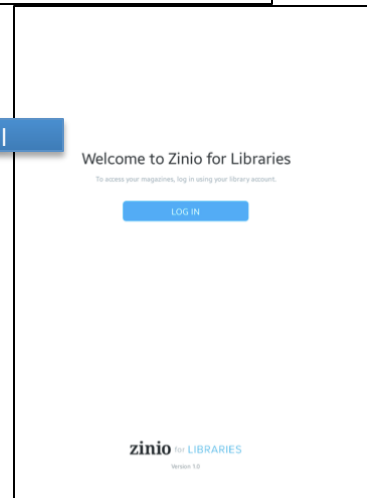 Welcome to Zinio for Libraries
To access your magazines, log in using your library account.
LOG IN
zinio for LIBRARIES
Version 1.0